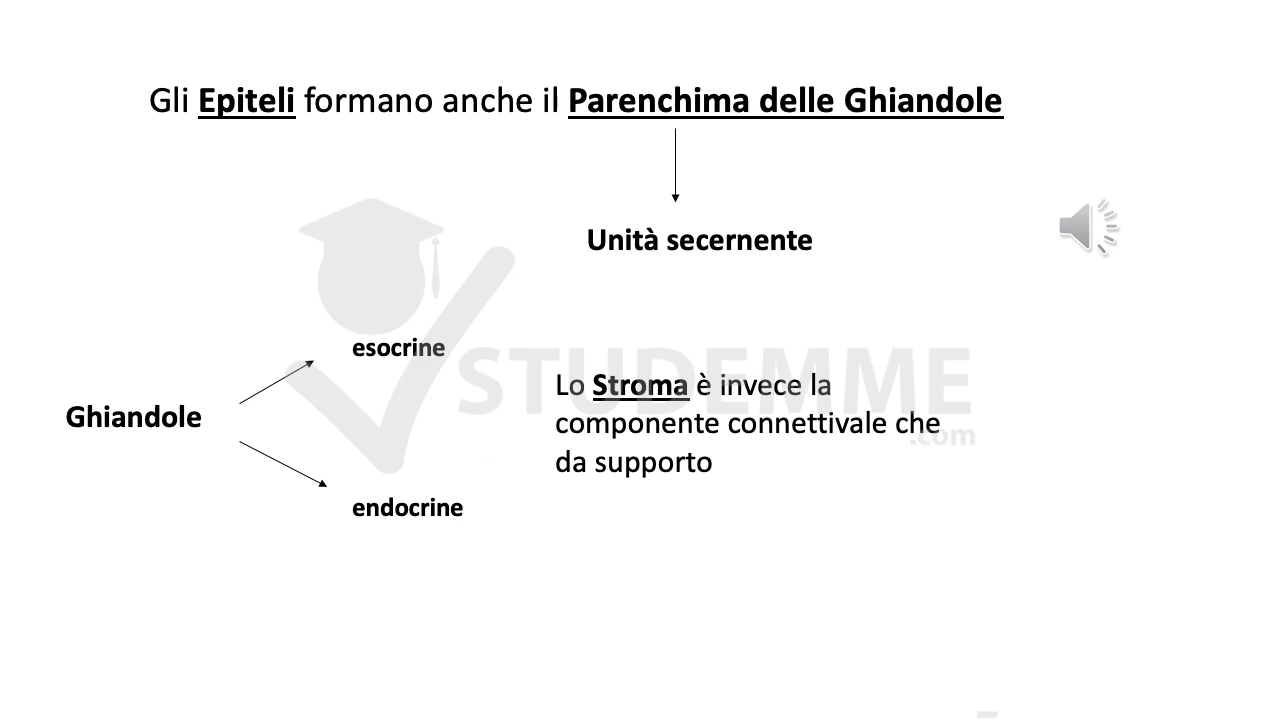 Gli Epiteli formano anche il Parenchima delle Ghiandole
Unità secernente
esocrine
STUDEMME
.com
Ghiandole
Lo Stroma è invece la
componente connettivale che
da supporto
endocrine